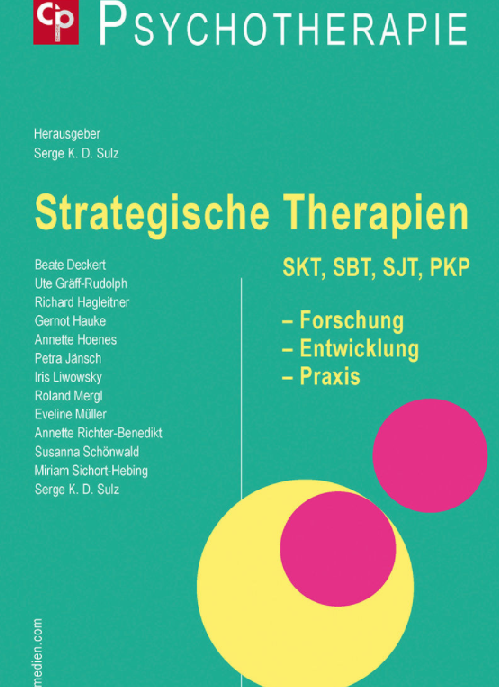 CIP
PSYCHOTHERAPIE
Herausgeber
Serge K. D. Sulz
Strategische Therapien
Beate Deckert
Ute Gräff-Rudolph
Richard Hagleitner
Gernot Hauke
Annette Hoenes
Petra Jänsch
Iris Liwowsky
Roland Mergl
Eveline Müller
Annette Richter-Benedikt
Susanna Schönwald
Miriam Sichort-Hebing
Serge K. D. Sulz
SKT, SBT, SJT, PKP
– Forschung
– Entwicklung
– Praxis
medien.com